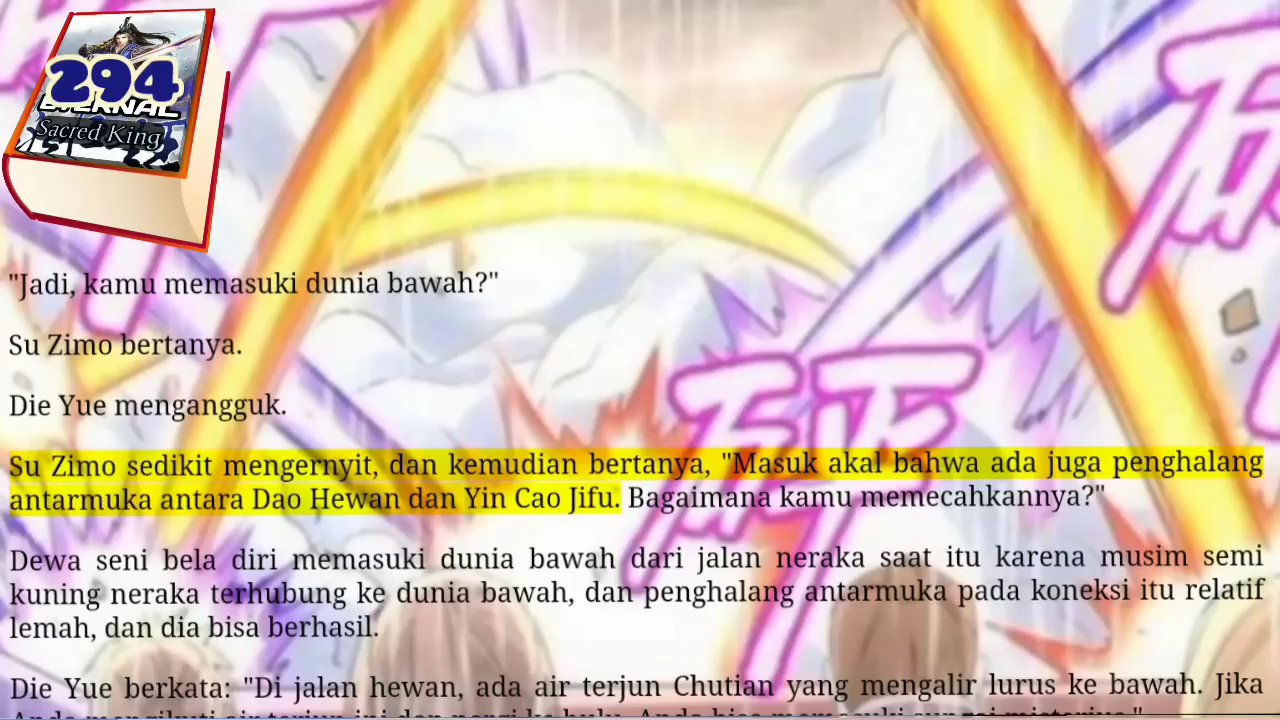 294
ETERNAL
Sacred King
"Jadi, kamu memasuki dunia bawah?"
Su Zimo bertanya.
Die Yue mengangguk.
Su Zimo sedikit mengernyit, dan kemudian bertanya, "Masuk akal bahwa ada juga penghalang
antarmuka antara Dao Hewan dan Yin Cao Jifu. Bagaimana kamu memecahkannya?"
Dewa seni bela diri memasuki dunia bawah dari jalan neraka saat itu karena musim semi
kuning neraka terhubung ke dunia bawah, dan penghalang antarmuka pada koneksi itu relatif
lemah, dan dia bisa berhasil.
Die Yue berkata: "Di jalan hewan, ada air terjun Chutian yang mengalir lurus ke bawah. Jika